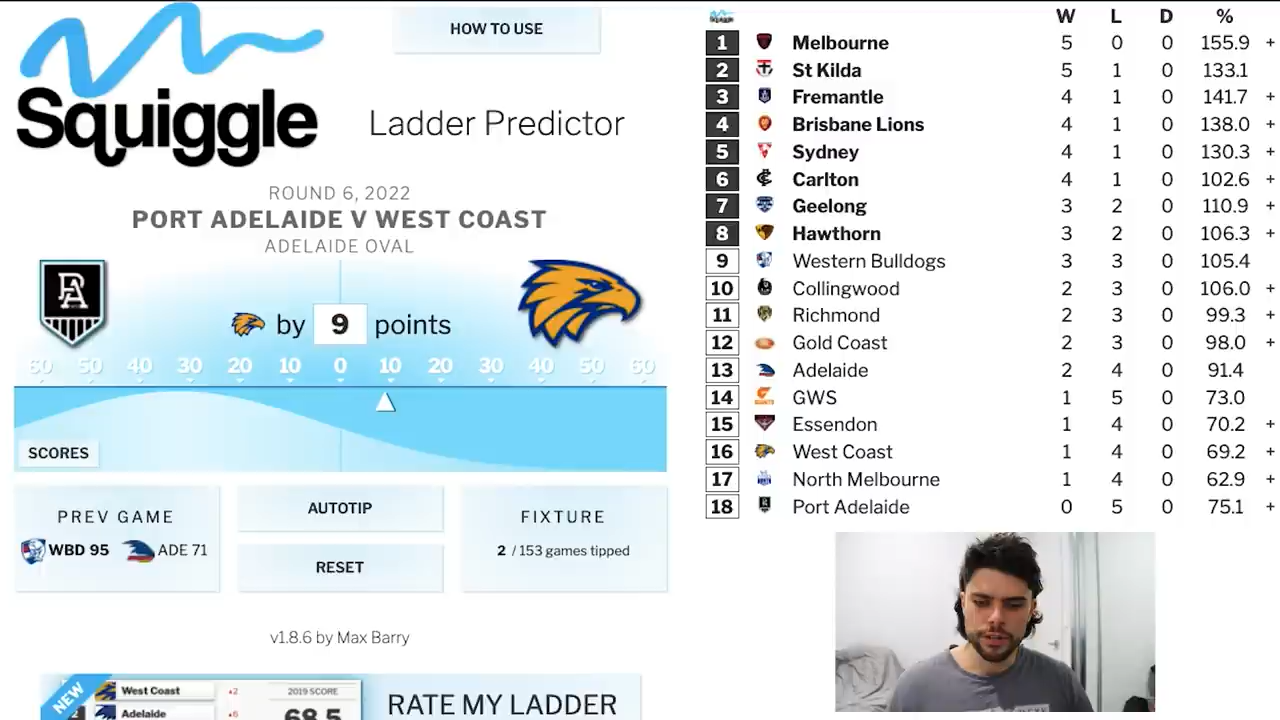 Squiggle
HOW TO USE
Ladder Predictor
ROUND 6, 2022
PORT ADELAIDE V WEST COAST
ADELAIDE OVAL
by 9 points
60 50 40 30 20 10 0 10 20 30 40 50 60
SCORES
PREV GAME
WBD 95 ADE 71
AUTOTIP
RESET
FIXTURE
2 / 153 games tipped
v1.8.6 by Max Barry
NEW
West Coast +2
Adelaide +6
2019 SCORE
68.5
RATE MY LADDER
W L D %
1 Melbourne 5 0 0 155.9 +
2 St Kilda 5 1 0 133.1
3 Fremantle 4 1 0 141.7 +
4 Brisbane Lions 4 1 0 138.0 +
5 Sydney 4 1 0 130.3 +
6 Carlton 4 1 0 102.6 +
7 Geelong 3 2 0 110.9 +
8 Hawthorn 3 2 0 106.3 +
9 Western Bulldogs 3 3 0 105.4
10 Collingwood 2 3 0 106.0 +
11 Richmond 2 3 0 99.3 +
12 Gold Coast 2 3 0 98.0 +
13 Adelaide 2 4 0 91.4
14 GWS 1 5 0 73.0
15 Essendon 1 4 0 70.2 +
16 West Coast 1 4 0 69.2 +
17 North Melbourne 1 4 0 62.9 +
18 Port Adelaide 0 5 0 75.1 +